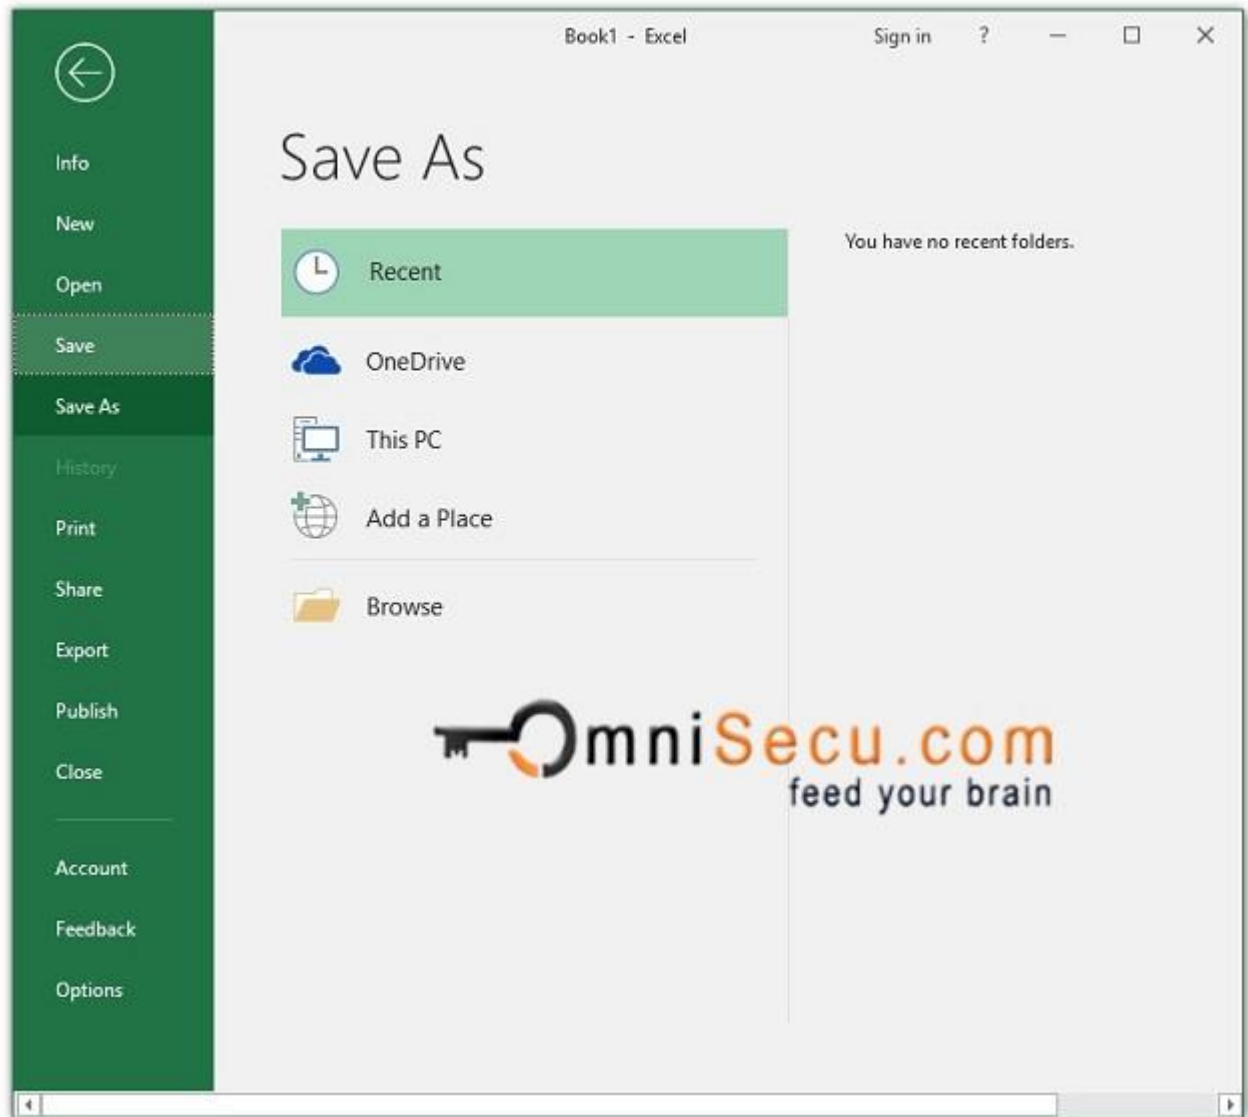 Book1 - Excel
Sign in ?
Info
New
Open
Save
Save As
History
Print
Share
Export
Publish
Close
Account
Feedback
Options
Save As
Recent
OneDrive
This PC
Add a Place
Browse
You have no recent folders.
OmniSecu.com
feed your brain